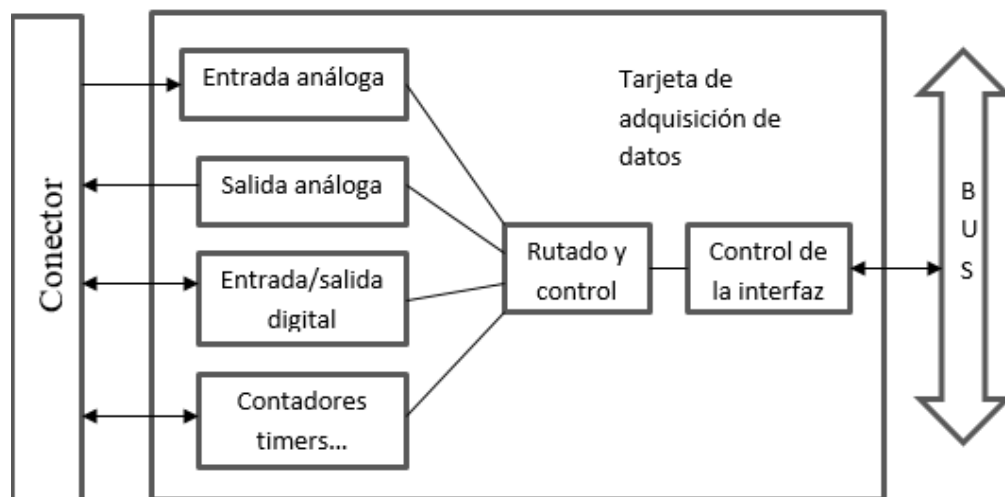 Conector
Entrada análoga
Salida análoga
Entrada/salida
digital
Contadores
timers...
Tarjeta de
adquisición de
datos
Rutado y
control
Control de
la interfaz
B
U
S